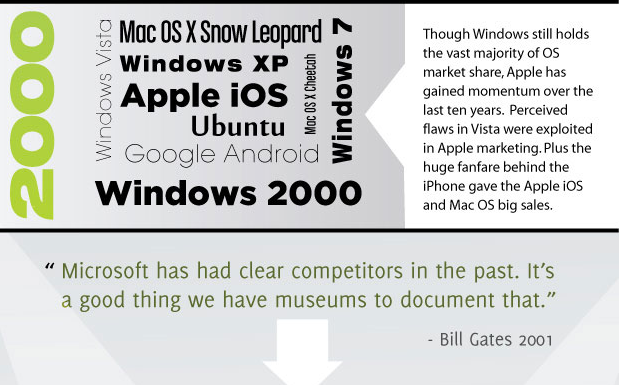 2000
Windows Vista
Mac OS X Snow Leopard
Windows XP
Apple iOS
Ubuntu
Mac OS X Cheetah
Windows 7
Google Android
Windows 2000
Though Windows still holds
the vast majority of OS
market share, Apple has
gained momentum over the
last ten years. Perceived
flaws in Vista were exploited
in Apple marketing. Plus the
huge fanfare behind the
iPhone gave the Apple iOS
and Mac OS big sales.
“ Microsoft has had clear competitors in the past. It’s
a good thing we have museums to document that.”
- Bill Gates 2001